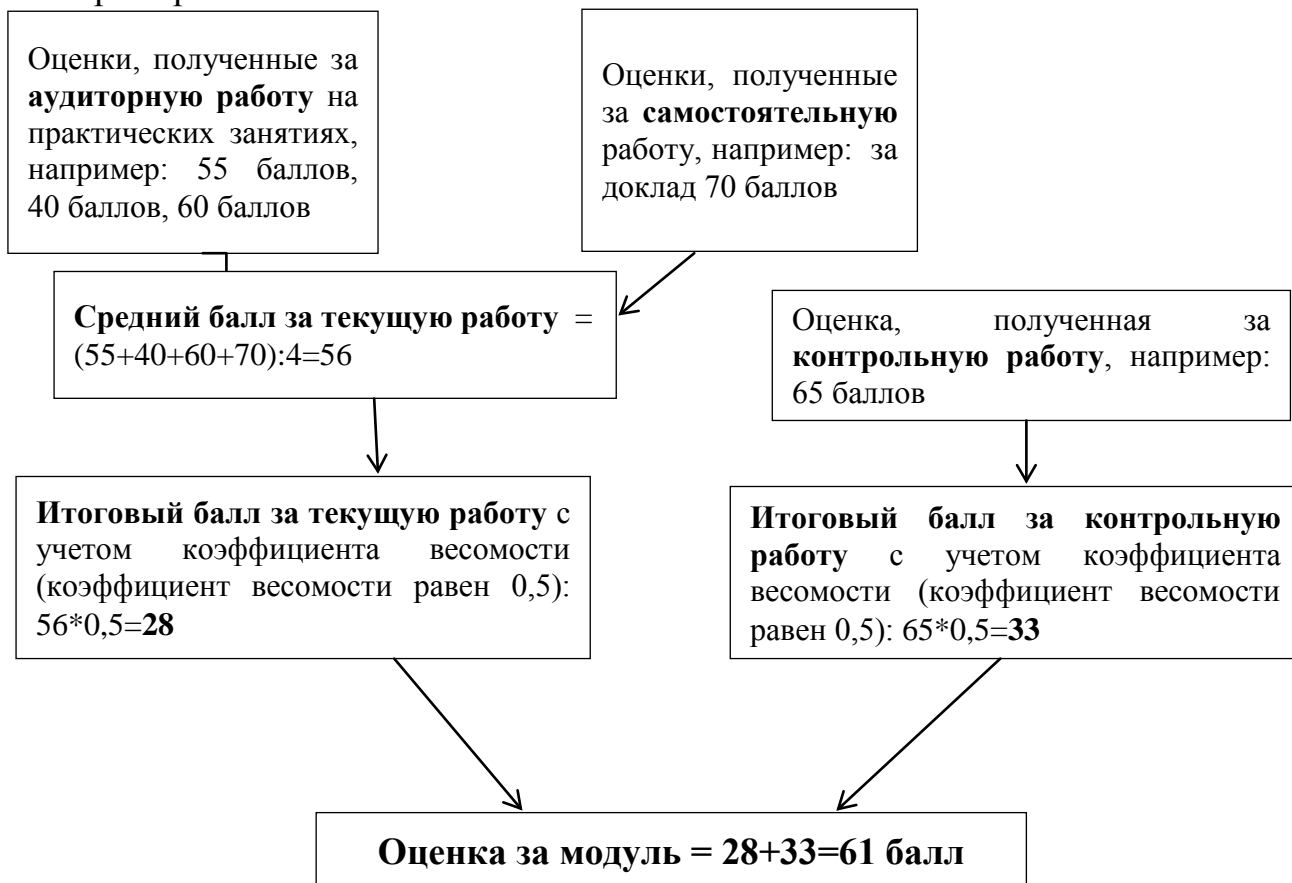 Оценки, полученные за
аудиторную работу на
практических занятиях,
например: 55 баллов,
40 баллов, 60 баллов
Оценки, полученные
за самостоятельную
работу, например: за
доклад 70 баллов
Средний балл за текущую работу =
(55+40+60+70):4=56
Оценка, полученная за
контрольную работу, например:
65 баллов
Итоговый балл за текущую работу с
учетом коэффициента весомости
(коэффициент весомости равен 0,5):
56*0,5=28
Итоговый балл за контрольную
работу с учетом коэффициента
весомости (коэффициент весомости
равен 0,5): 65*0,5=33
Оценка за модуль = 28+33=61 балл